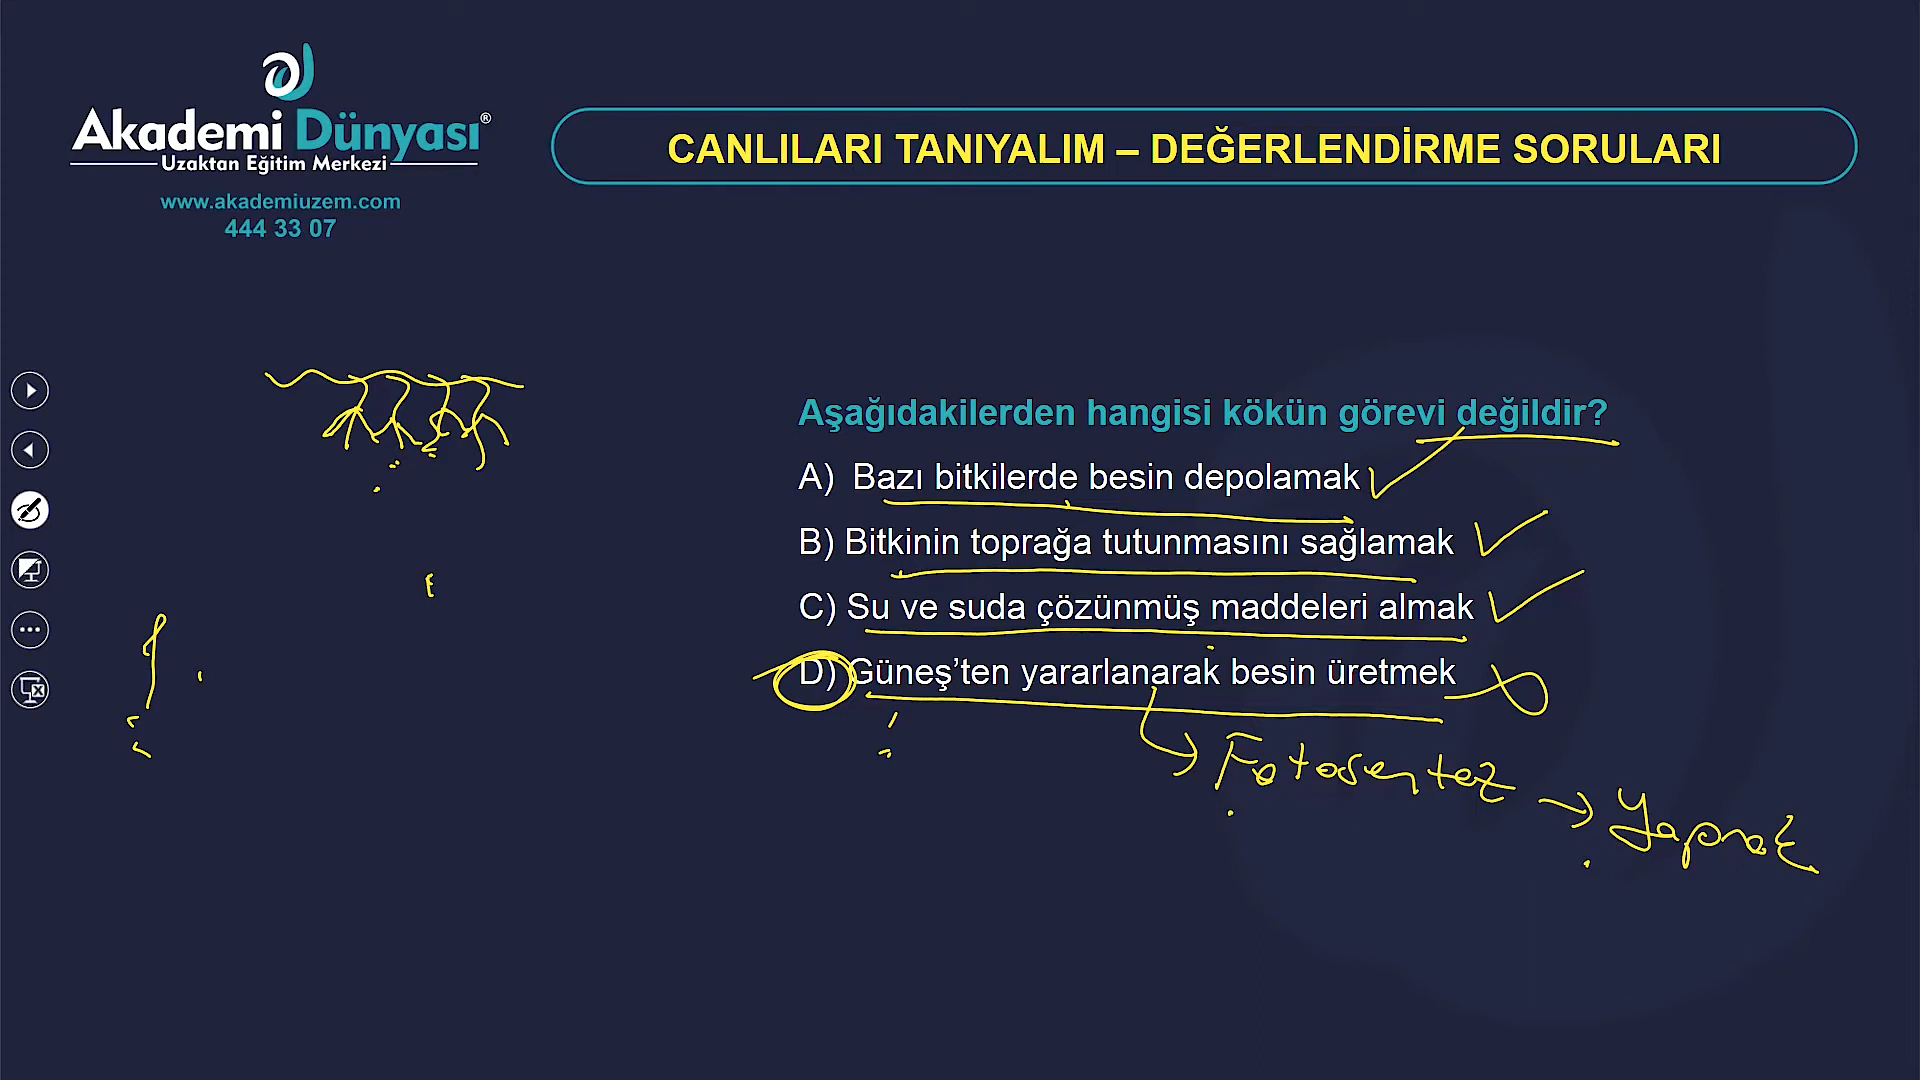 Akademi Dünyası®
Uzaktan Eğitim Merkezi
www.akademiuzem.com
444 33 07
CANLILARI TANIYALIM – DEĞERLENDİRME SORULARI
Aşağıdakilerden hangisi kökün görevi değildir?
A) Bazı bitkilerde besin depolamak
B) Bitkinin toprağa tutunmasını sağlamak
C) Su ve suda çözünmüş maddeleri almak
D) Güneş’ten yararlanarak besin üretmek
→ Fotosentez → Yaprak